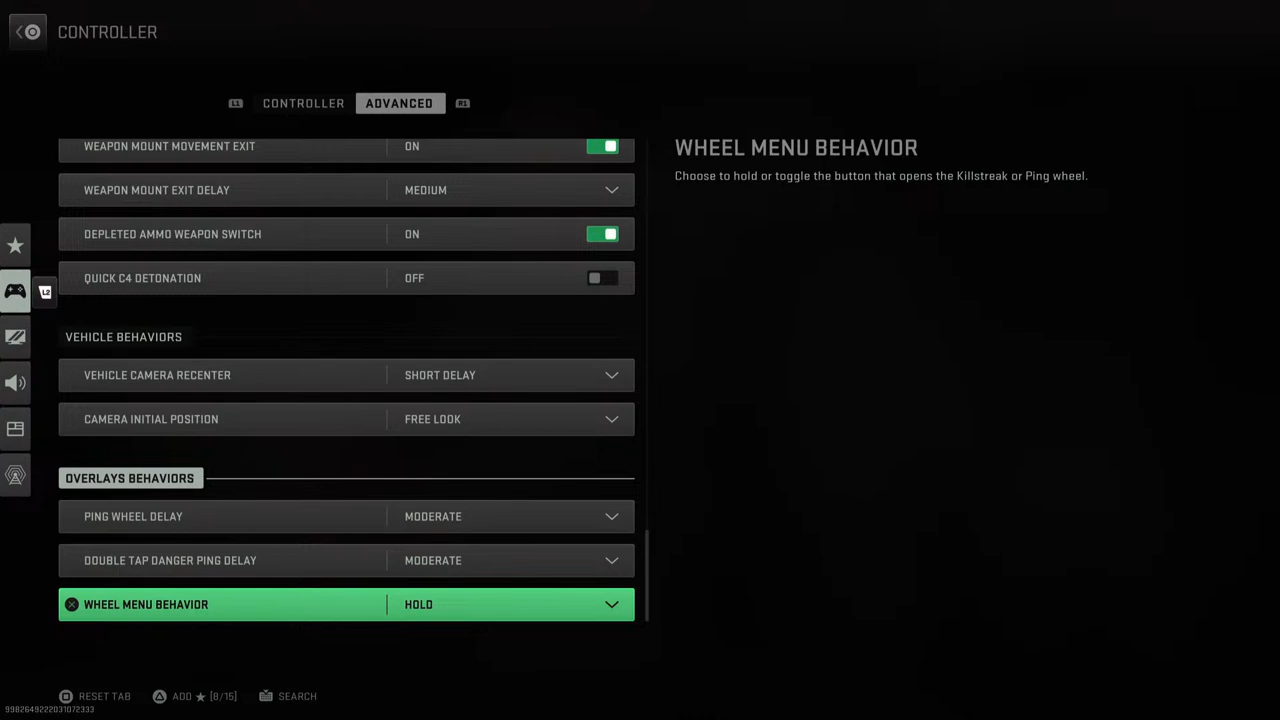 CONTROLLER
L1 CONTROLLER ADVANCED R1
WEAPON MOUNT MOVEMENT EXIT ON
WEAPON MOUNT EXIT DELAY MEDIUM
DEPLETED AMMO WEAPON SWITCH ON
QUICK C4 DETONATION OFF
L2
VEHICLE BEHAVIORS
VEHICLE CAMERA RECENTER SHORT DELAY
CAMERA INITIAL POSITION FREE LOOK
OVERLAYS BEHAVIORS
PING WHEEL DELAY MODERATE
DOUBLE TAP DANGER PING DELAY MODERATE
WHEEL MENU BEHAVIOR HOLD
WHEEL MENU BEHAVIOR
Choose to hold or toggle the button that opens the Killstreak or Ping wheel.
RESET TAB ADD ★ [8/15] SEARCH
9982649222031072333